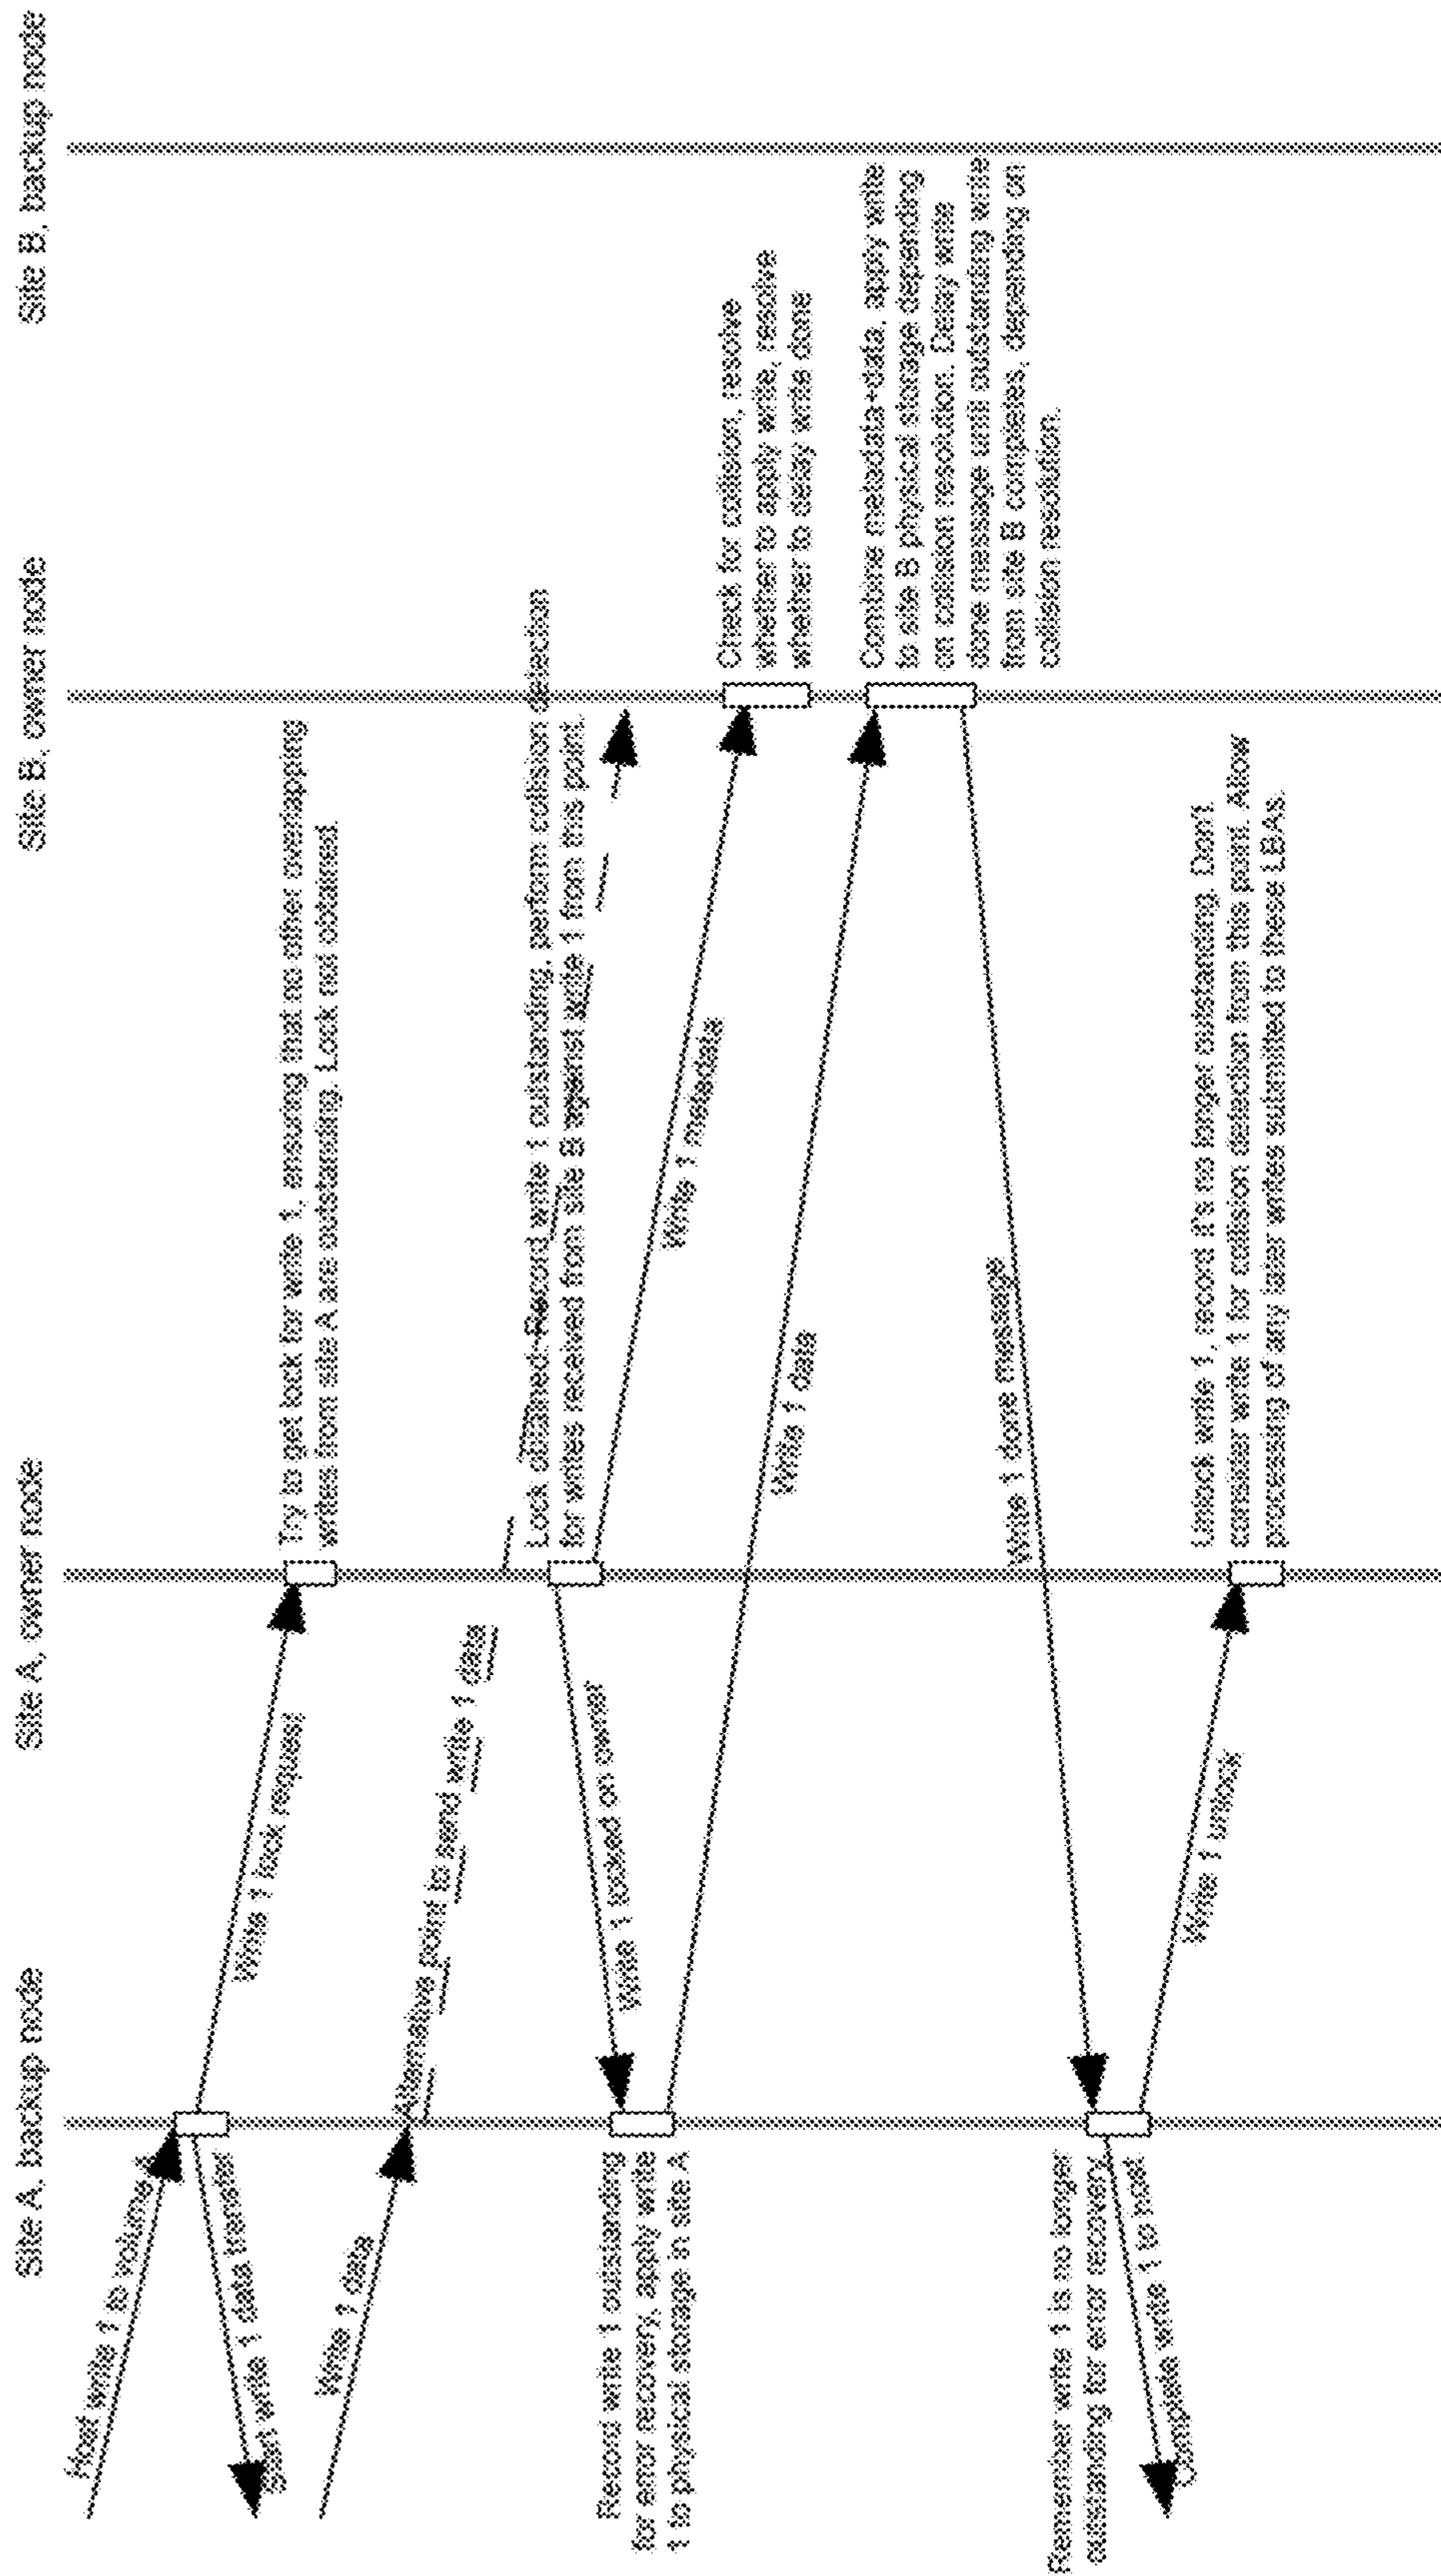 Site A, backup node
Site A, owner node
Site B, owner node
Site B, backup node
Host write 1 to volume A
Write 1 lock request
Try to get lock for write 1, ensuring that no other overlapping
writes from site A are outstanding. Lock not obtained.
Start write 1 data transfer
Write 1 data
Alternative point to send write 1 data
Lock obtained. Record write 1 outstanding, perform collision detection
for writes received from site B against write 1 from this point.
Write 1 locked on owner
Record write 1 outstanding
for error recovery, apply write
1 to physical storage in site A
Write 1 metadata
Check for collision, resolve
whether to apply write, resolve
whether to delay write done
Write 1 data
Combine metadata+data, apply write
to site B physical storage depending
on collision resolution. Delay write
done message until outstanding write
from site B completes, depending on
collision resolution.
Write 1 done message
Remember write 1 is no longer
outstanding for error recovery.
Complete write 1 to host.
Write 1 unlock
Unlock write 1, record it's no longer outstanding. Don't
consider write 1 for collision detection from this point. Allow
processing of any later writes submitted to these LBAs.